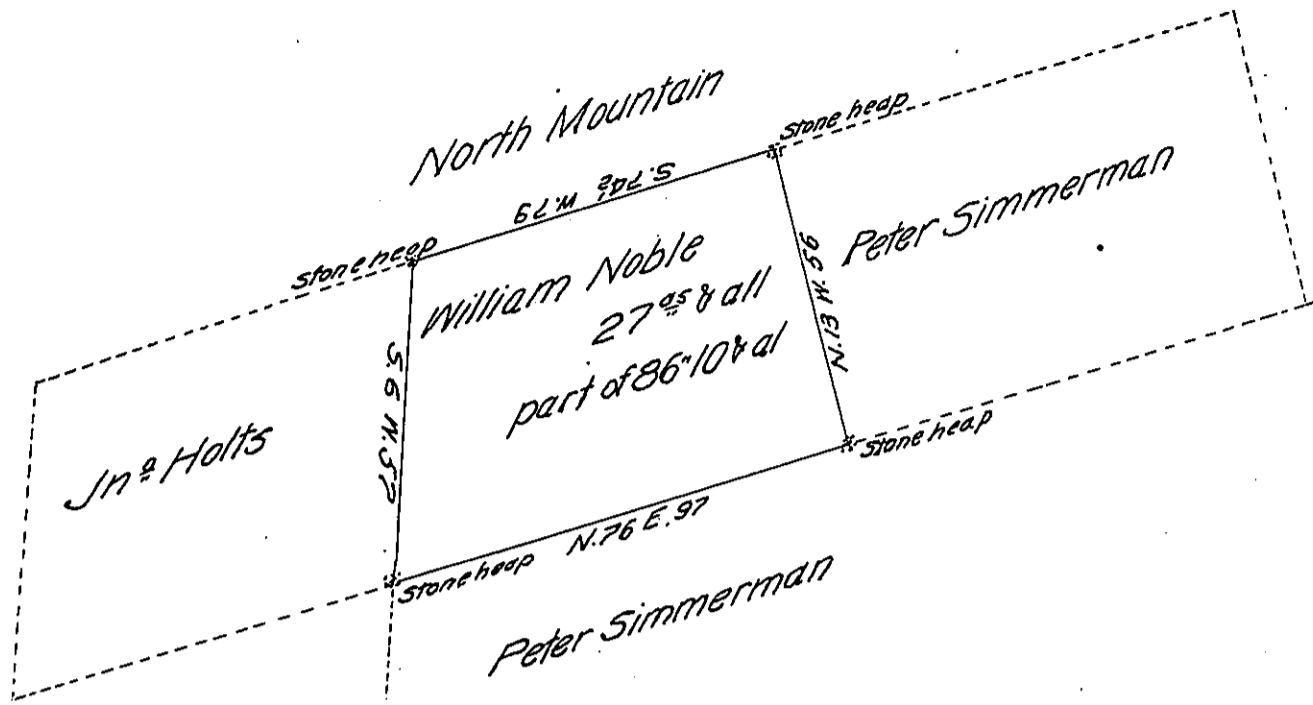 North Mountain
Stone heap
S.74½ W.79
Stone heap
William Noble
27as & all
part of 86"10 & al
N.13 W.56
Peter Simmerman
S.6 W.57
Jna Holts
Stone heap
N.76 E.97
Stone heap
Peter Simmerman